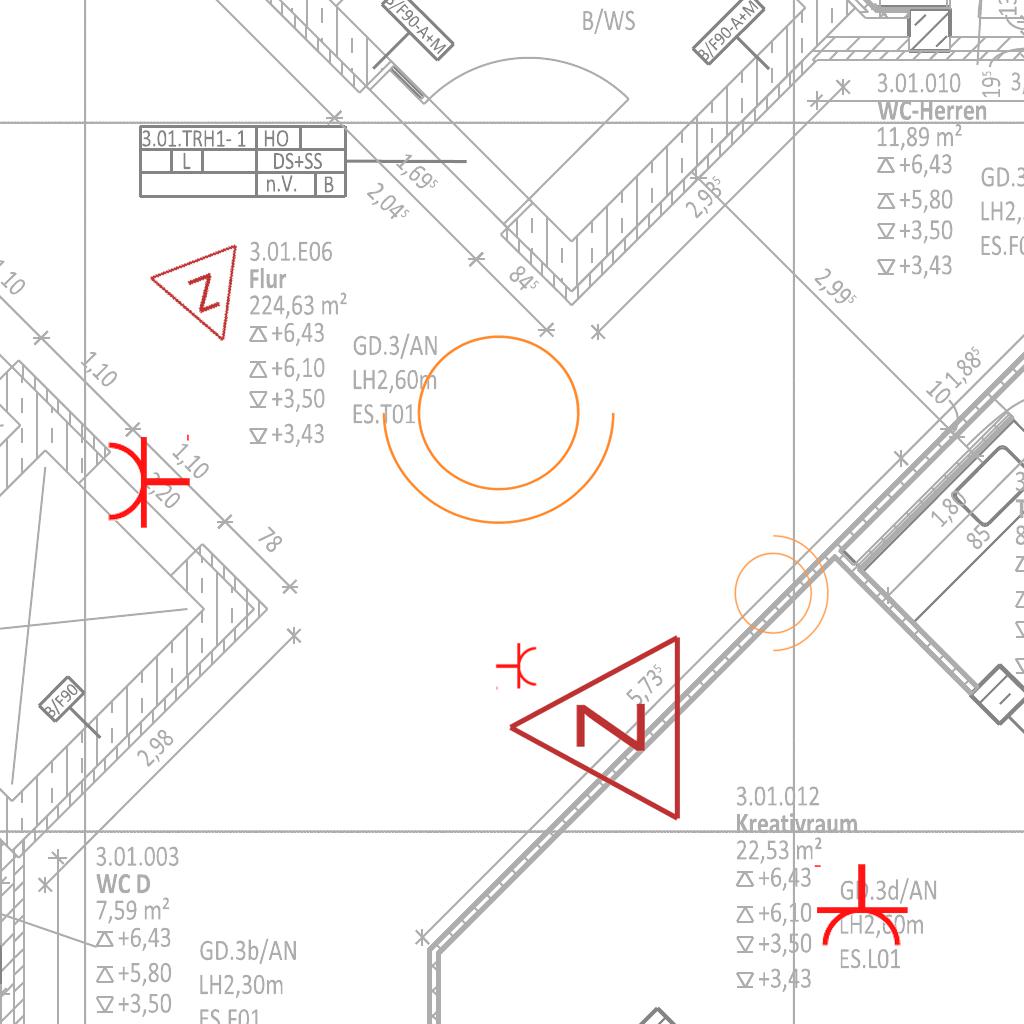 B/F90-A+M
B/WS
B/F90-A+M
3.01.010
WC-Herren
11,89 m²
+6,43
+5,80
+3,50
+3,43
GD.3
LH2,
ES.F0
19⁵
3.01.TRH1-1 HO
L DS+SS
n.V. B
1,69⁵
2,04⁵
84⁵
2,98⁵
2,99⁵
3.01.E06
Flur
224,63 m²
+6,43
+6,10
+3,50
+3,43
GD.3/AN
LH2,60m
ES.T01
N
1,10
1,10
1,10
2,20
78
10
11,88⁵
85
5,73⁵
N
B/F90
2,98
3.01.012
Kreativraum
22,53 m²
+6,43
+6,10
+3,50
+3,43
GD.3d/AN
LH2,60m
ES.L01
3.01.003
WC D
7,59 m²
+6,43
+5,80
+3,50
GD.3b/AN
LH2,30m
ES.F01